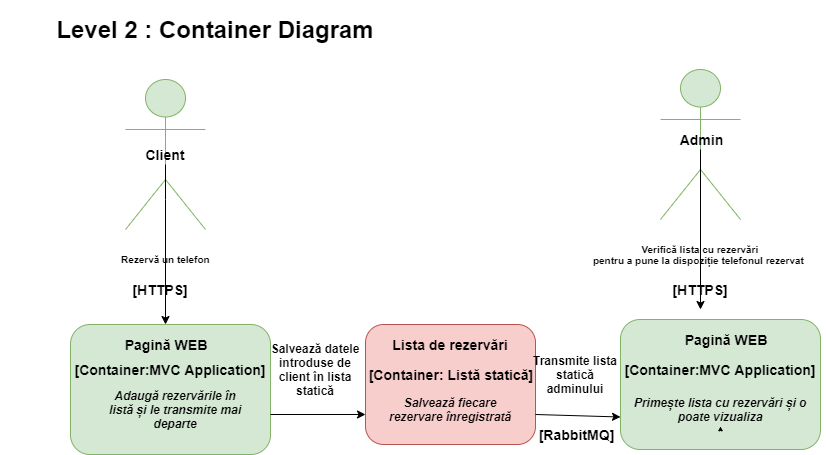 Level 2 : Container Diagram
Client
Admin
Rezervă un telefon
[HTTPS]
Verifică lista cu rezervări
pentru a pune la dispoziție telefonul rezervat
[HTTPS]
Pagină WEB
[Container:MVC Application]
Adaugă rezervările în
listă și le transmite mai
departe
Salvează datele
introduse de
client în lista
statică
Lista de rezervări
[Container: Listă statică]
Salvează fiecare
rezervare înregistrată
Transmite lista
statică
adminului
[RabbitMQ]
Pagină WEB
[Container:MVC Application]
Primește lista cu rezervări și o
poate vizualiza